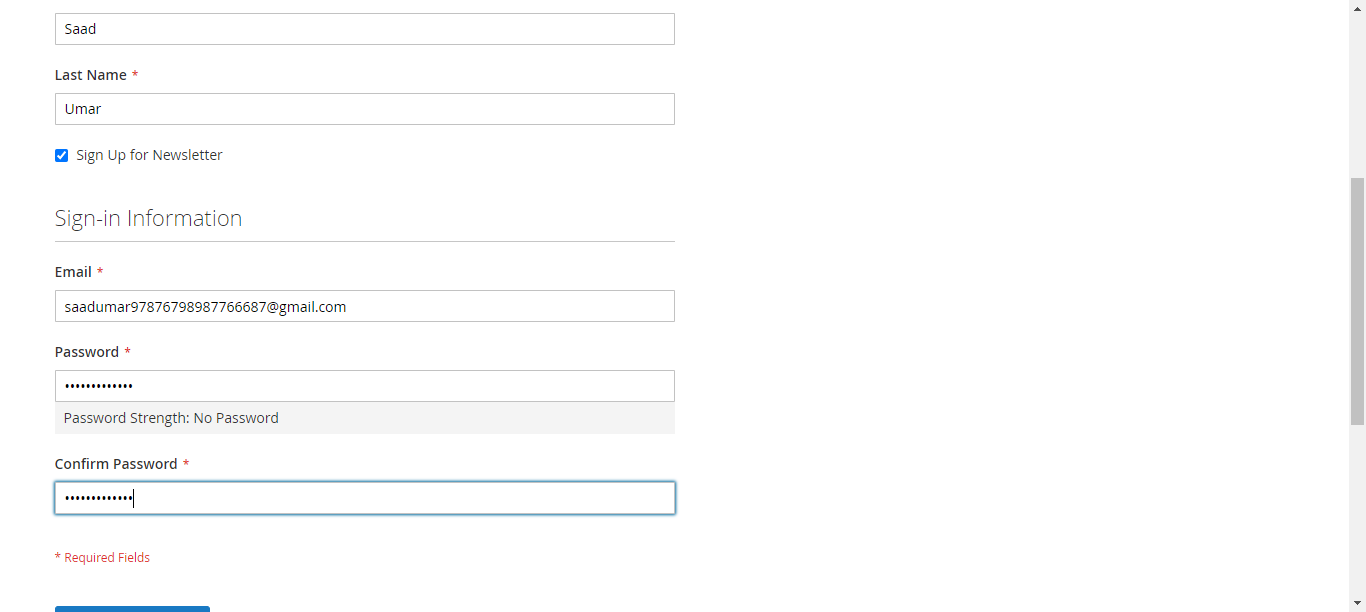 Saad
Last Name *
Umar
Sign Up for Newsletter
Sign-in Information
Email *
saadumar97876798987766687@gmail.com
Password *
•••••••••••••
Password Strength: No Password
Confirm Password *
•••••••••••••
* Required Fields